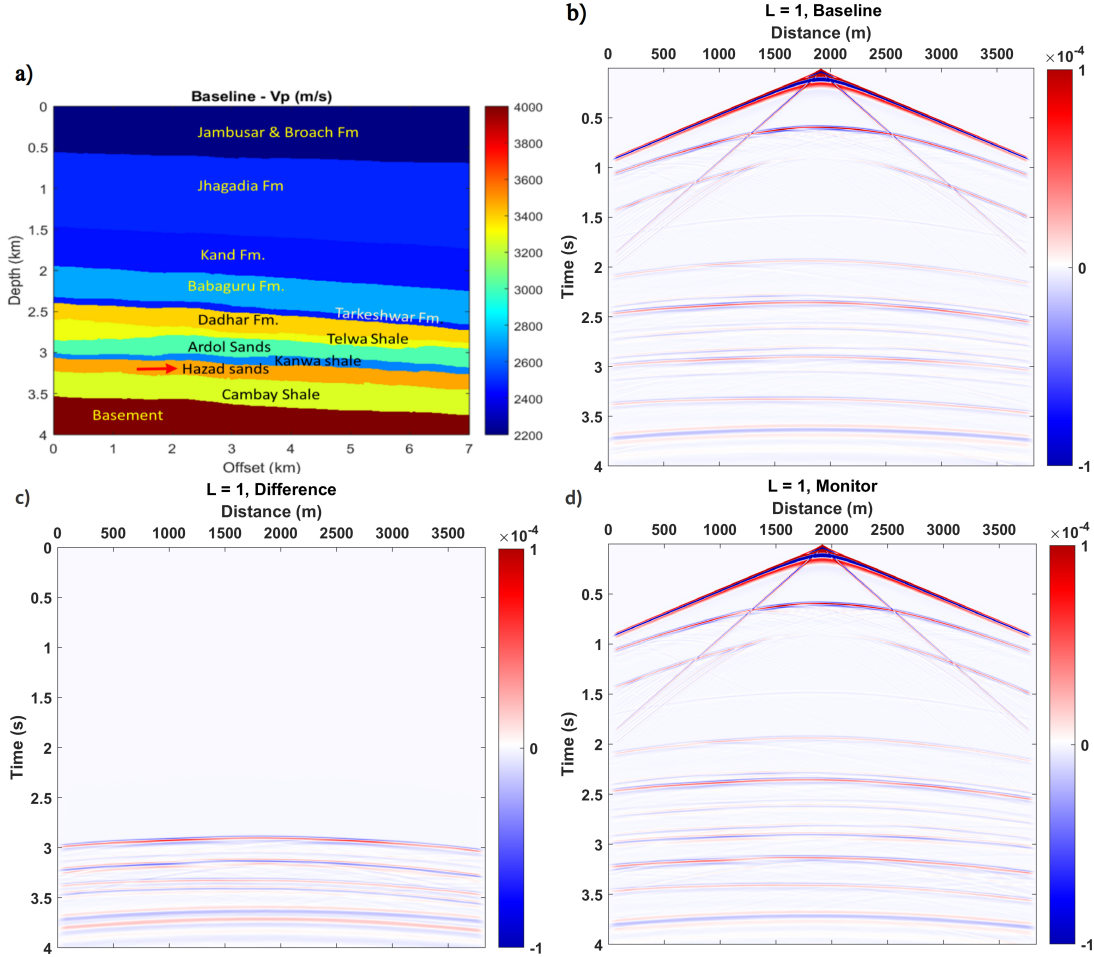 a)
Baseline - Vp (m/s)
Jambusar & Broach Fm
Jhagadia Fm
Kand Fm.
Babaguru Fm.
Tarkeshwar Fm
Dadhar Fm.
Telwa Shale
Ardol Sands
Kanwa shale
Hazad sands
Cambay Shale
Basement
0
0.5
1
1.5
2
2.5
3
3.5
4
Depth (km)
0 1 2 3 4 5 6 7
Offset (km)
4000
3800
3600
3400
3200
3000
2800
2600
2400
2200
b)
L = 1, Baseline
Distance (m)
0 500 1000 1500 2000 2500 3000 3500
×10-4
0.5
1
1.5
2
2.5
3
3.5
4
Time (s)
1
0
-1
c)
L = 1, Difference
Distance (m)
0 500 1000 1500 2000 2500 3000 3500
×10-4
0
0.5
1
1.5
2
2.5
3
3.5
4
Time (s)
1
0
-1
d)
L = 1, Monitor
Distance (m)
0 500 1000 1500 2000 2500 3000 3500
×10-4
0.5
1
1.5
2
2.5
3
3.5
4
Time (s)
1
0
-1